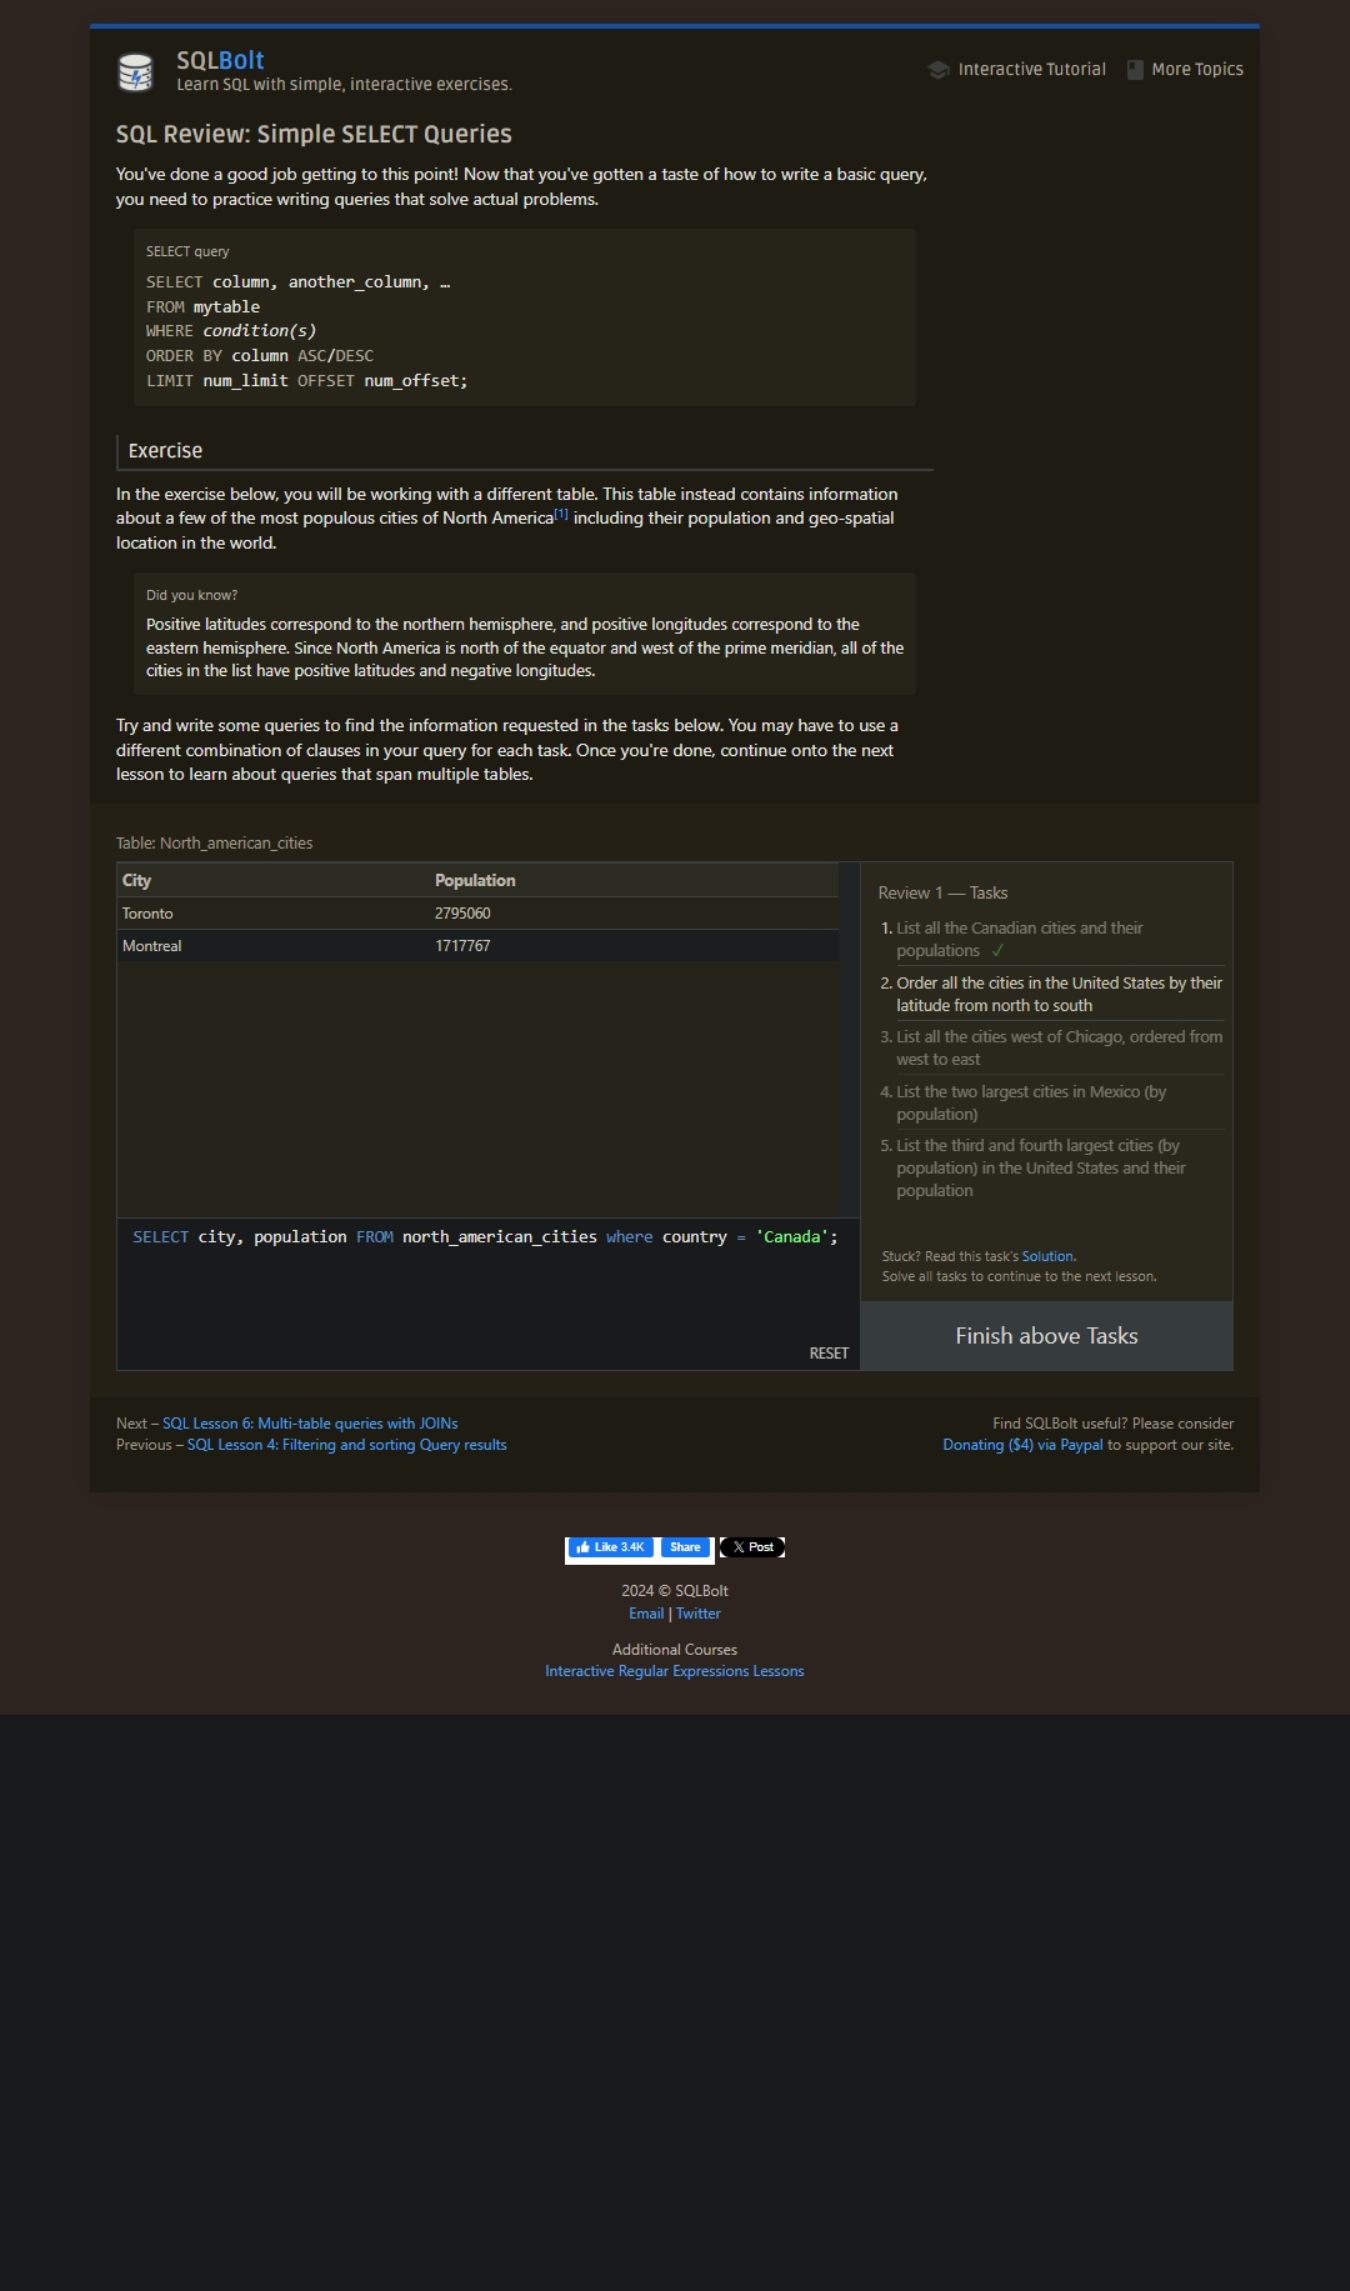 SQLBolt
Learn SQL with simple, interactive exercises.
Interactive Tutorial
More Topics
SQL Review: Simple SELECT Queries
You've done a good job getting to this point! Now that you've gotten a taste of how to write a basic query,
you need to practice writing queries that solve actual problems.
SELECT query
SELECT column, another_column, …
FROM mytable
WHERE condition(s)
ORDER BY column ASC/DESC
LIMIT num_limit OFFSET num_offset;
Exercise
In the exercise below, you will be working with a different table. This table instead contains information
about a few of the most populous cities of North America[1] including their population and geo-spatial
location in the world.
Did you know?
Positive latitudes correspond to the northern hemisphere, and positive longitudes correspond to the
eastern hemisphere. Since North America is north of the equator and west of the prime meridian, all of the
cities in the list have positive latitudes and negative longitudes.
Try and write some queries to find the information requested in the tasks below. You may have to use a
different combination of clauses in your query for each task. Once you're done, continue onto the next
lesson to learn about queries that span multiple tables.
Table: North_american_cities
City Population
Toronto 2795060
Montreal 1717767
SELECT city, population FROM north_american_cities where country = 'Canada';
RESET
Review 1 — Tasks
1. List all the Canadian cities and their
populations ✓
2. Order all the cities in the United States by their
latitude from north to south
3. List all the cities west of Chicago, ordered from
west to east
4. List the two largest cities in Mexico (by
population)
5. List the third and fourth largest cities (by
population) in the United States and their
population
Stuck? Read this task's Solution.
Solve all tasks to continue to the next lesson.
Finish above Tasks
Next – SQL Lesson 6: Multi-table queries with JOINs
Previous – SQL Lesson 4: Filtering and sorting Query results
Find SQLBolt useful? Please consider
Donating ($4) via Paypal to support our site.
Like 3.4K Share X Post
2024 © SQLBolt
Email | Twitter
Additional Courses
Interactive Regular Expressions Lessons